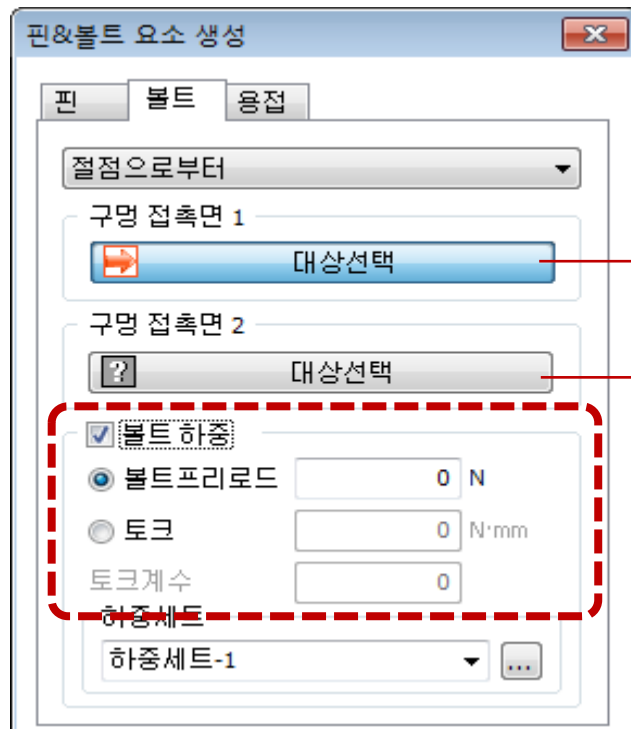 핀&볼트 요소 생성
핀 볼트 용접
절점으로부터
구멍 접촉면 1
대상선택
구멍 접촉면 2
? 대상선택
볼트 하중
볼트프리로드 0 N
토크 0 N·mm
토크계수 0
하중세트
하중세트-1 ...